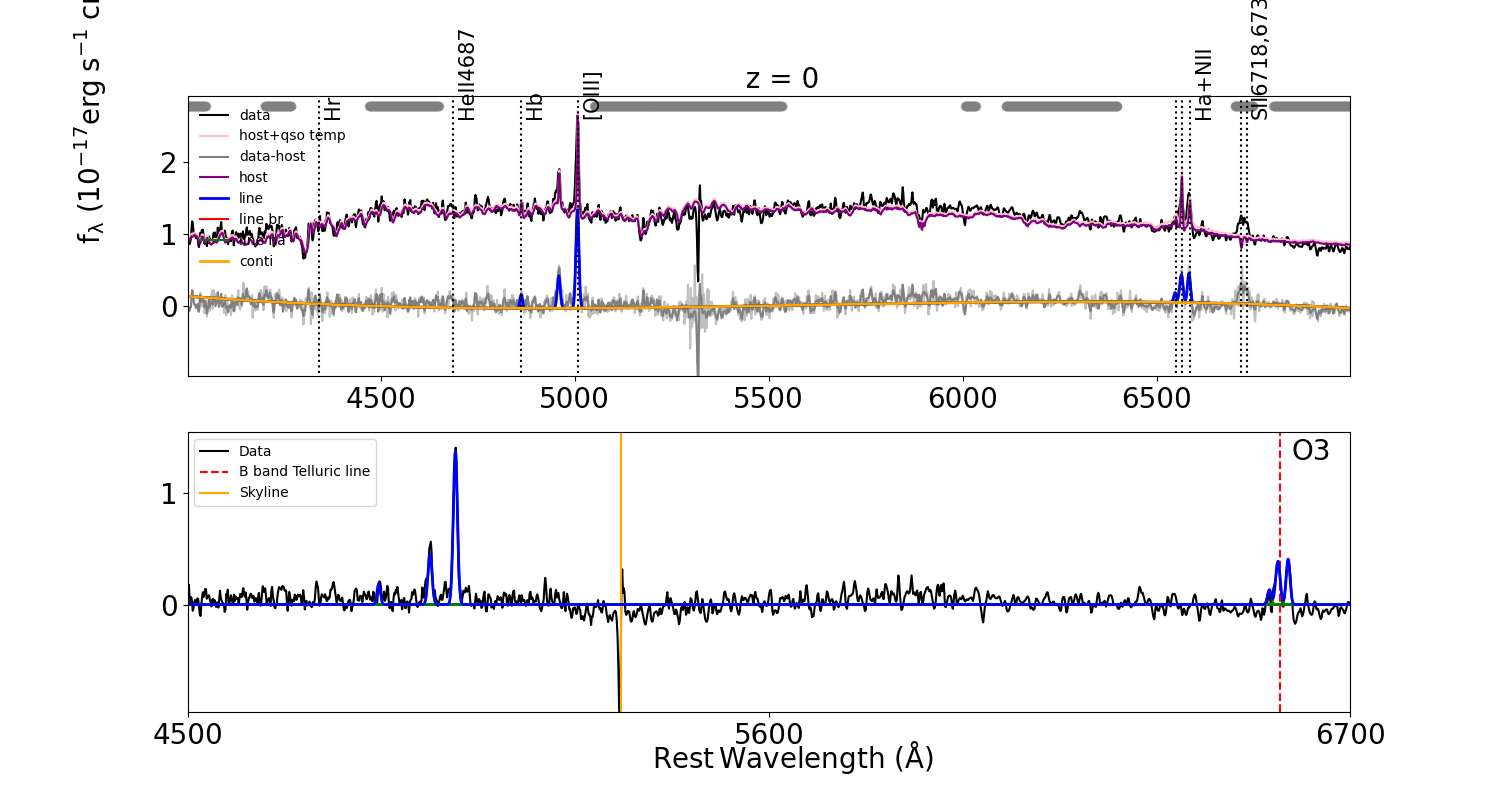 z = 0
f_λ (10^{-17} erg s^{-1} c
Hr
HeII4687
Hb
[OIII]
Ha+NII
SII6718,673
data
host+qso temp
data-host
host
line
line br
conti
2
1
0
4500 5000 5500 6000 6500
Data
B band Telluric line
Skyline
O3
1
0
4500 5600 6700
Rest Wavelength (Å)